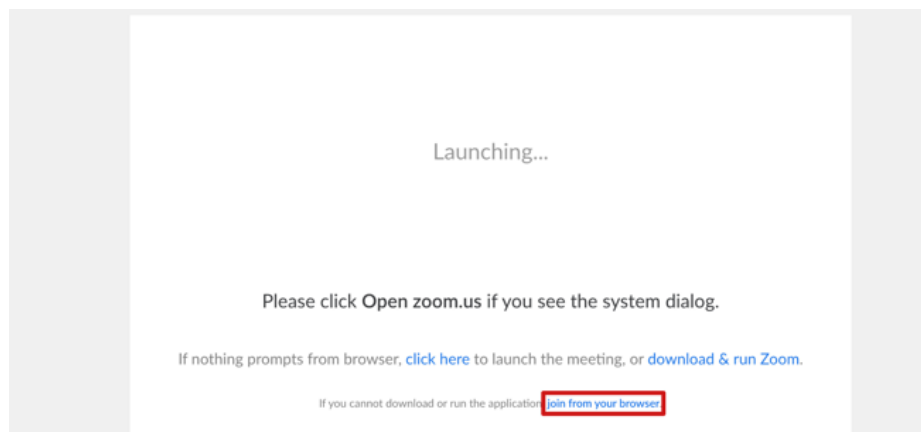 Launching...
Please click Open zoom.us if you see the system dialog.
If nothing prompts from browser, click here to launch the meeting, or download & run Zoom.
If you cannot download or run the application, join from your browser.